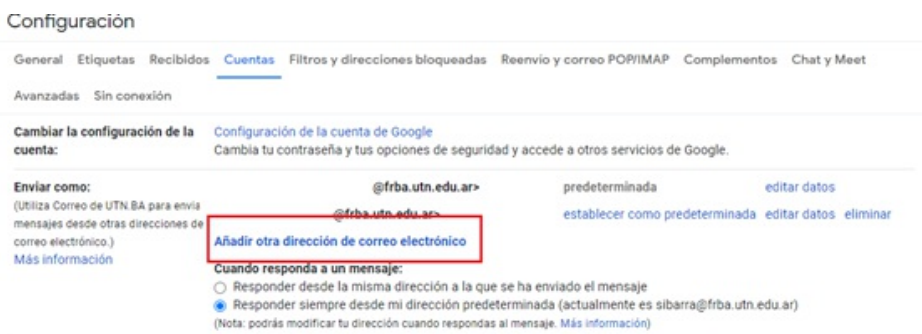 Configuración
General Etiquetas Recibidos Cuentas Filtros y direcciones bloqueadas Reenvío y correo POP/IMAP Complementos Chat y Meet
Avanzadas Sin conexión
Cambiar la configuración de la cuenta:
Configuración de la cuenta de Google
Cambia tu contraseña y tus opciones de seguridad y accede a otros servicios de Google.
Enviar como:
(Utiliza Correo de UTN.BA para envia
mensajes desde otras direcciones de
correo electrónico.)
Más información
@frba.utn.edu.ar> predeterminada editar datos
@frba.utn.edu.ar> establecer como predeterminada editar datos eliminar
Añadir otra dirección de correo electrónico
Cuando responda a un mensaje:
Responder desde la misma dirección a la que se ha enviado el mensaje
Responder siempre desde mi dirección predeterminada (actualmente es sibarra@frba.utn.edu.ar)
(Nota: podrás modificar tu dirección cuando respondas al mensaje. Más información)